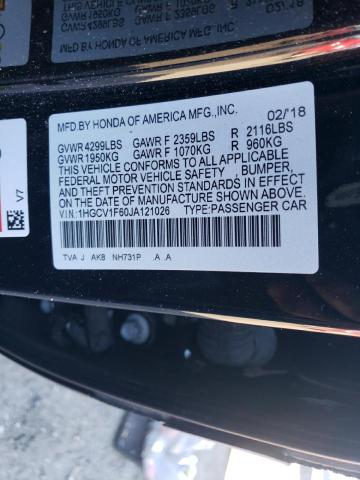 MFD.BY HONDA OF AMERICA MFG.,INC. 02/'18
GVWR 4299LBS GAWR F 2359LBS R 2116LBS
GVWR 1950KG GAWR F 1070KG R 960KG
THIS VEHICLE CONFORMS TO ALL APPLICABLE
FEDERAL MOTOR VEHICLE SAFETY , BUMPER,
AND THEFT PREVENTION STANDARDS IN EFFECT
ON THE DATE OF MANUFACTURE SHOWN ABOVE.
VIN:1HGCV1F60JA121026 TYPE:PASSENGER CAR
TVA J AK8 NH731P .A .A
V7